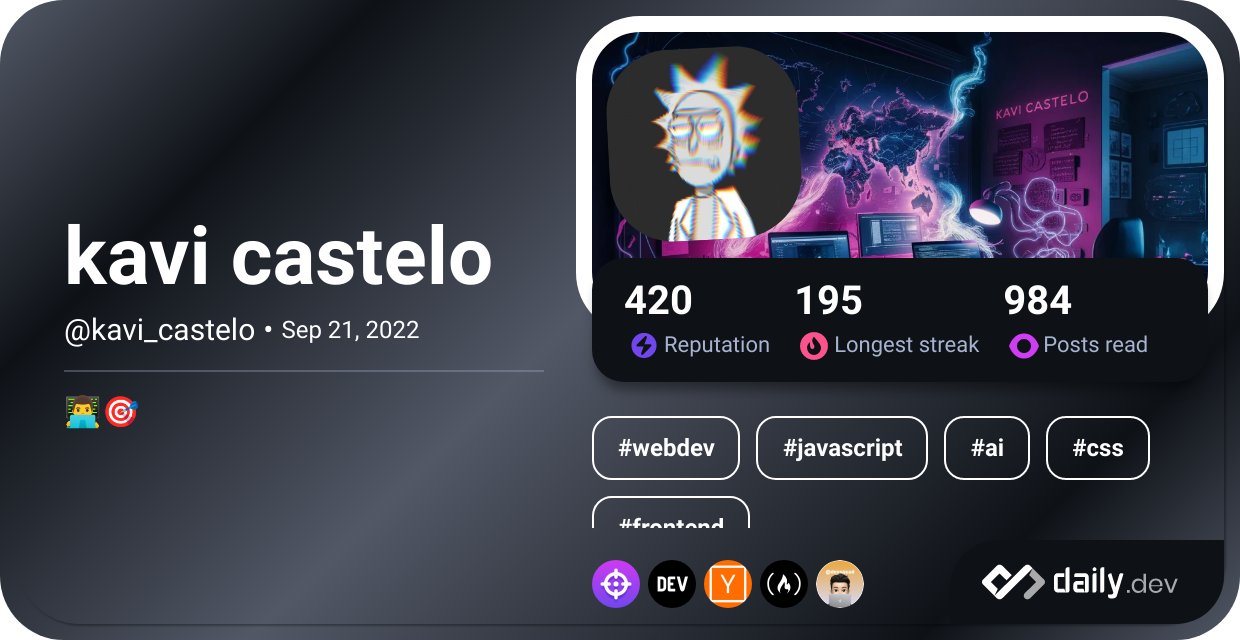 kavi castelo
@kavi_castelo • Sep 21, 2022
KAVI CASTELO
420
Reputation
195
Longest streak
984
Posts read
#webdev
#javascript
#ai
#css
#frontend
DEV
Y
daily.dev